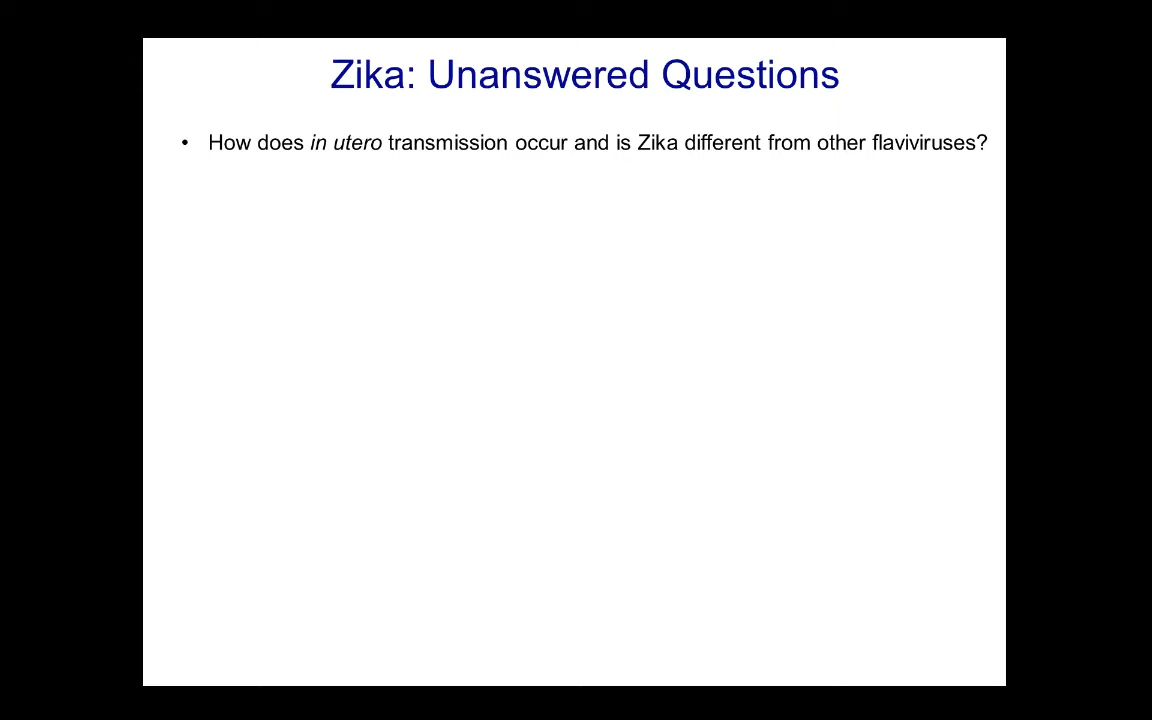 Zika: Unanswered Questions
• How does in utero transmission occur and is Zika different from other flaviviruses?